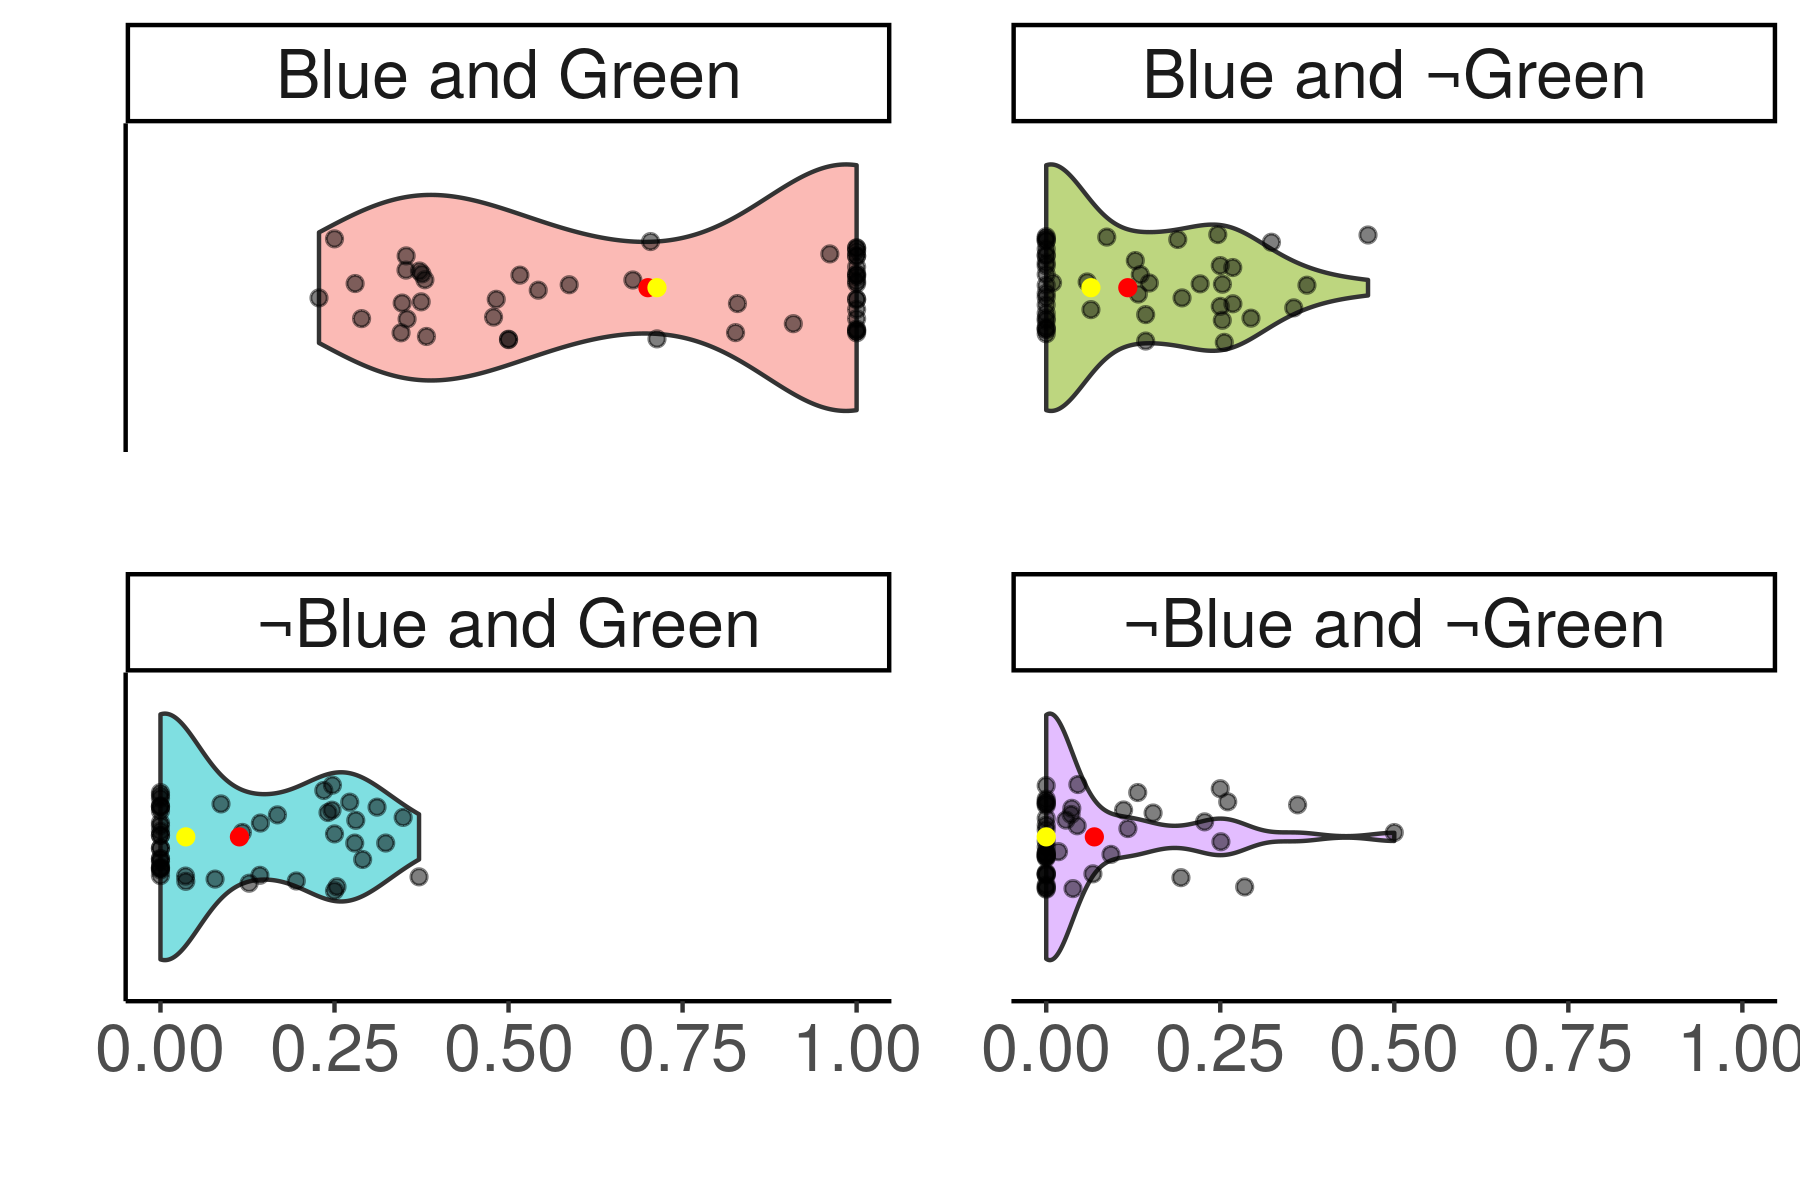 Blue and Green
Blue and ¬Green
¬Blue and Green
¬Blue and ¬Green
0.00 0.25 0.50 0.75 1.00
0.00 0.25 0.50 0.75 1.00